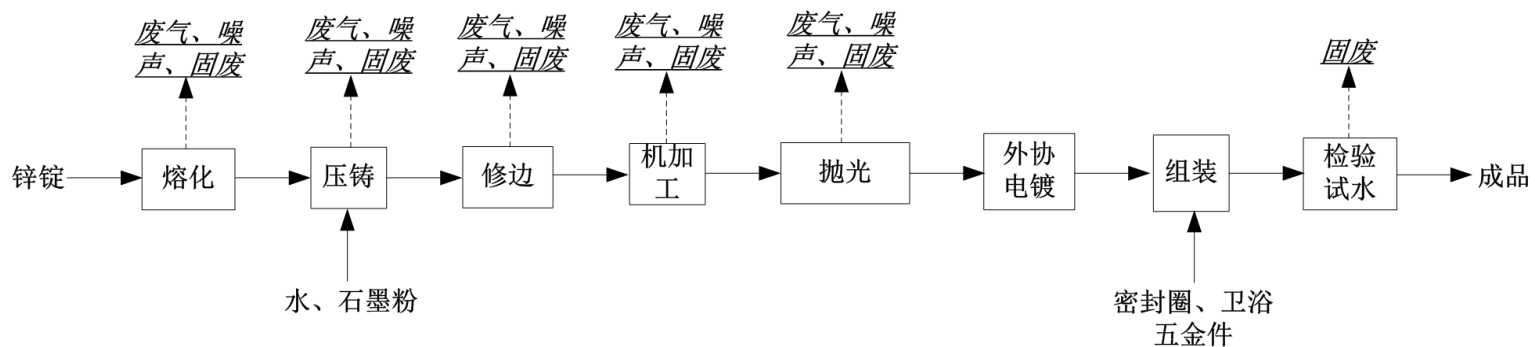 废气、噪
声、固废
废气、噪
声、固废
废气、噪
声、固废
废气、噪
声、固废
废气、噪
声、固废
固废
锌锭
熔化
压铸
修边
机加
工
抛光
外协
电镀
组装
检验
试水
成品
水、石墨粉
密封圈、卫浴
五金件